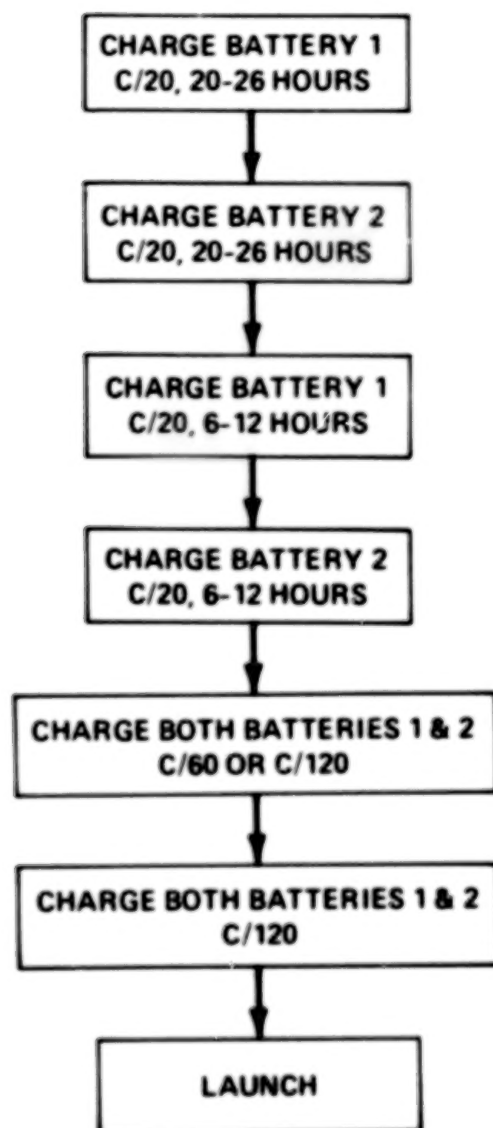 CHARGE BATTERY 1
C/20, 20-26 HOURS
CHARGE BATTERY 2
C/20, 20-26 HOURS
CHARGE BATTERY 1
C/20, 6-12 HOURS
CHARGE BATTERY 2
C/20, 6-12 HOURS
CHARGE BOTH BATTERIES 1 & 2
C/60 OR C/120
CHARGE BOTH BATTERIES 1 & 2
C/120
LAUNCH